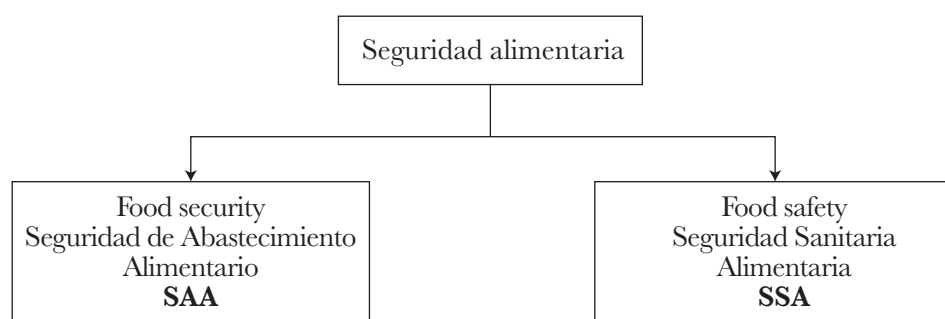 Seguridad alimentaria
Food security
Seguridad de Abastecimiento
Alimentario
SAA
Food safety
Seguridad Sanitaria
Alimentaria
SSA